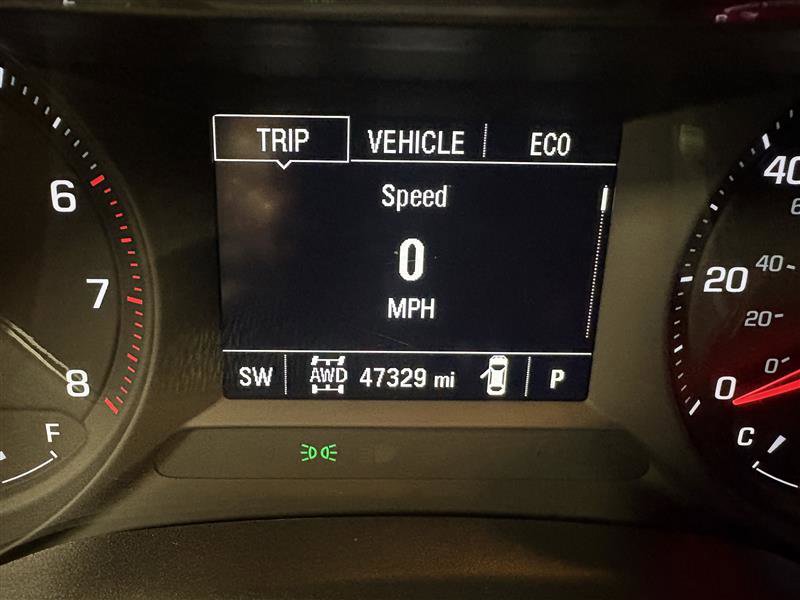 TRIP VEHICLE ECO
Speed
0
MPH
SW AWD 47329 mi P
6
7
8
F
40
20
0
40
20
0
C